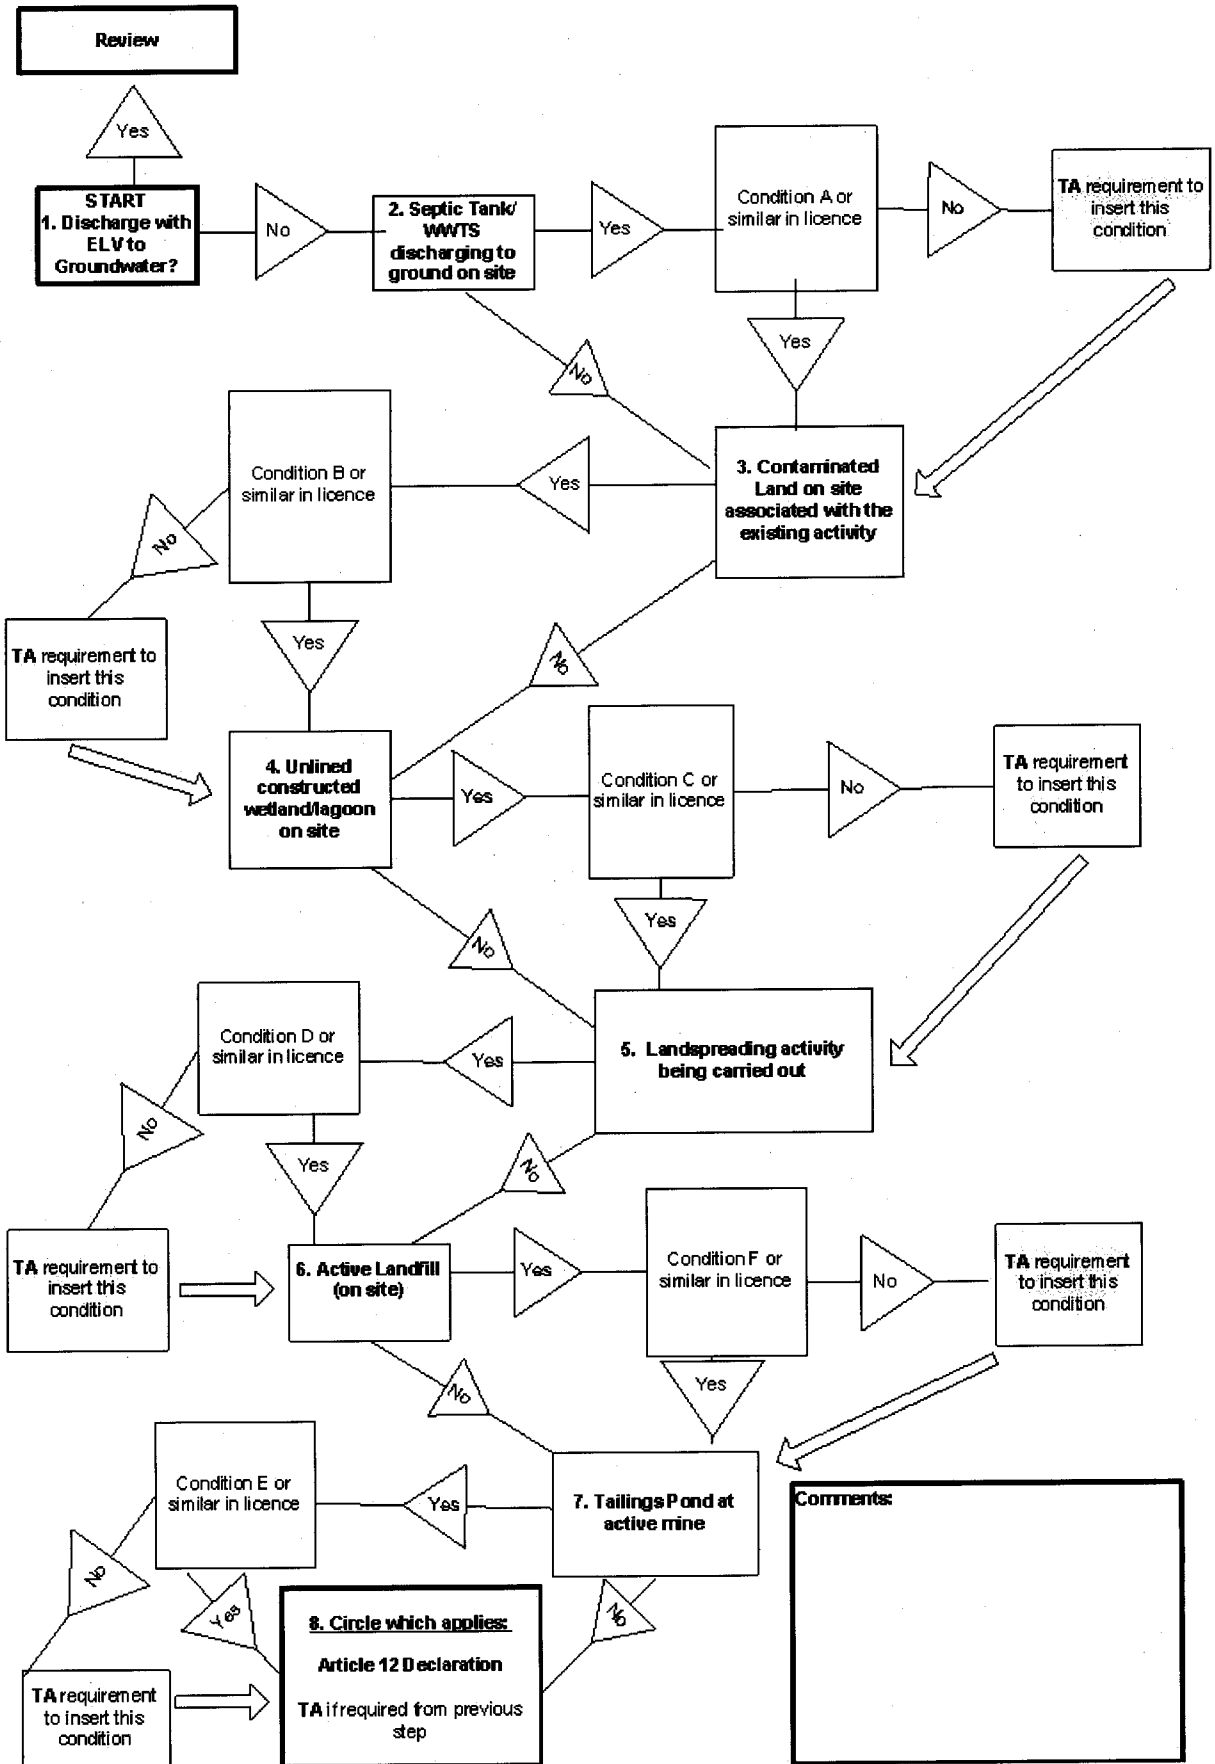 Review
Yes
START
1. Discharge with
ELV to
Groundwater?
No
2. Septic Tank/
WWTS
discharging to
ground on site
Yes
Condition A or
similar in licence
No
TA requirement to
insert this
condition
Yes
No
3. Contaminated
Land on site
associated with the
existing activity
Yes
Condition B or
similar in licence
No
TA requirement to
insert this
condition
Yes
No
4. Unlined
constructed
wetland/lagoon
on site
Yes
Condition C or
similar in licence
No
TA requirement
to insert this
condition
Yes
No
5. Landspreading activity
being carried out
Yes
Condition D or
similar in licence
No
TA requirement to
insert this
condition
Yes
No
6. Active Landfill
(on site)
Yes
Condition F or
similar in licence
No
TA requirement
to insert this
condition
Yes
No
7. Tailings Pond at
active mine
Yes
Condition E or
similar in licence
No
TA requirement
to insert this
condition
Yes
No
8. Circle which applies:
Article 12 Declaration
TA if required from previous
step
Comments: